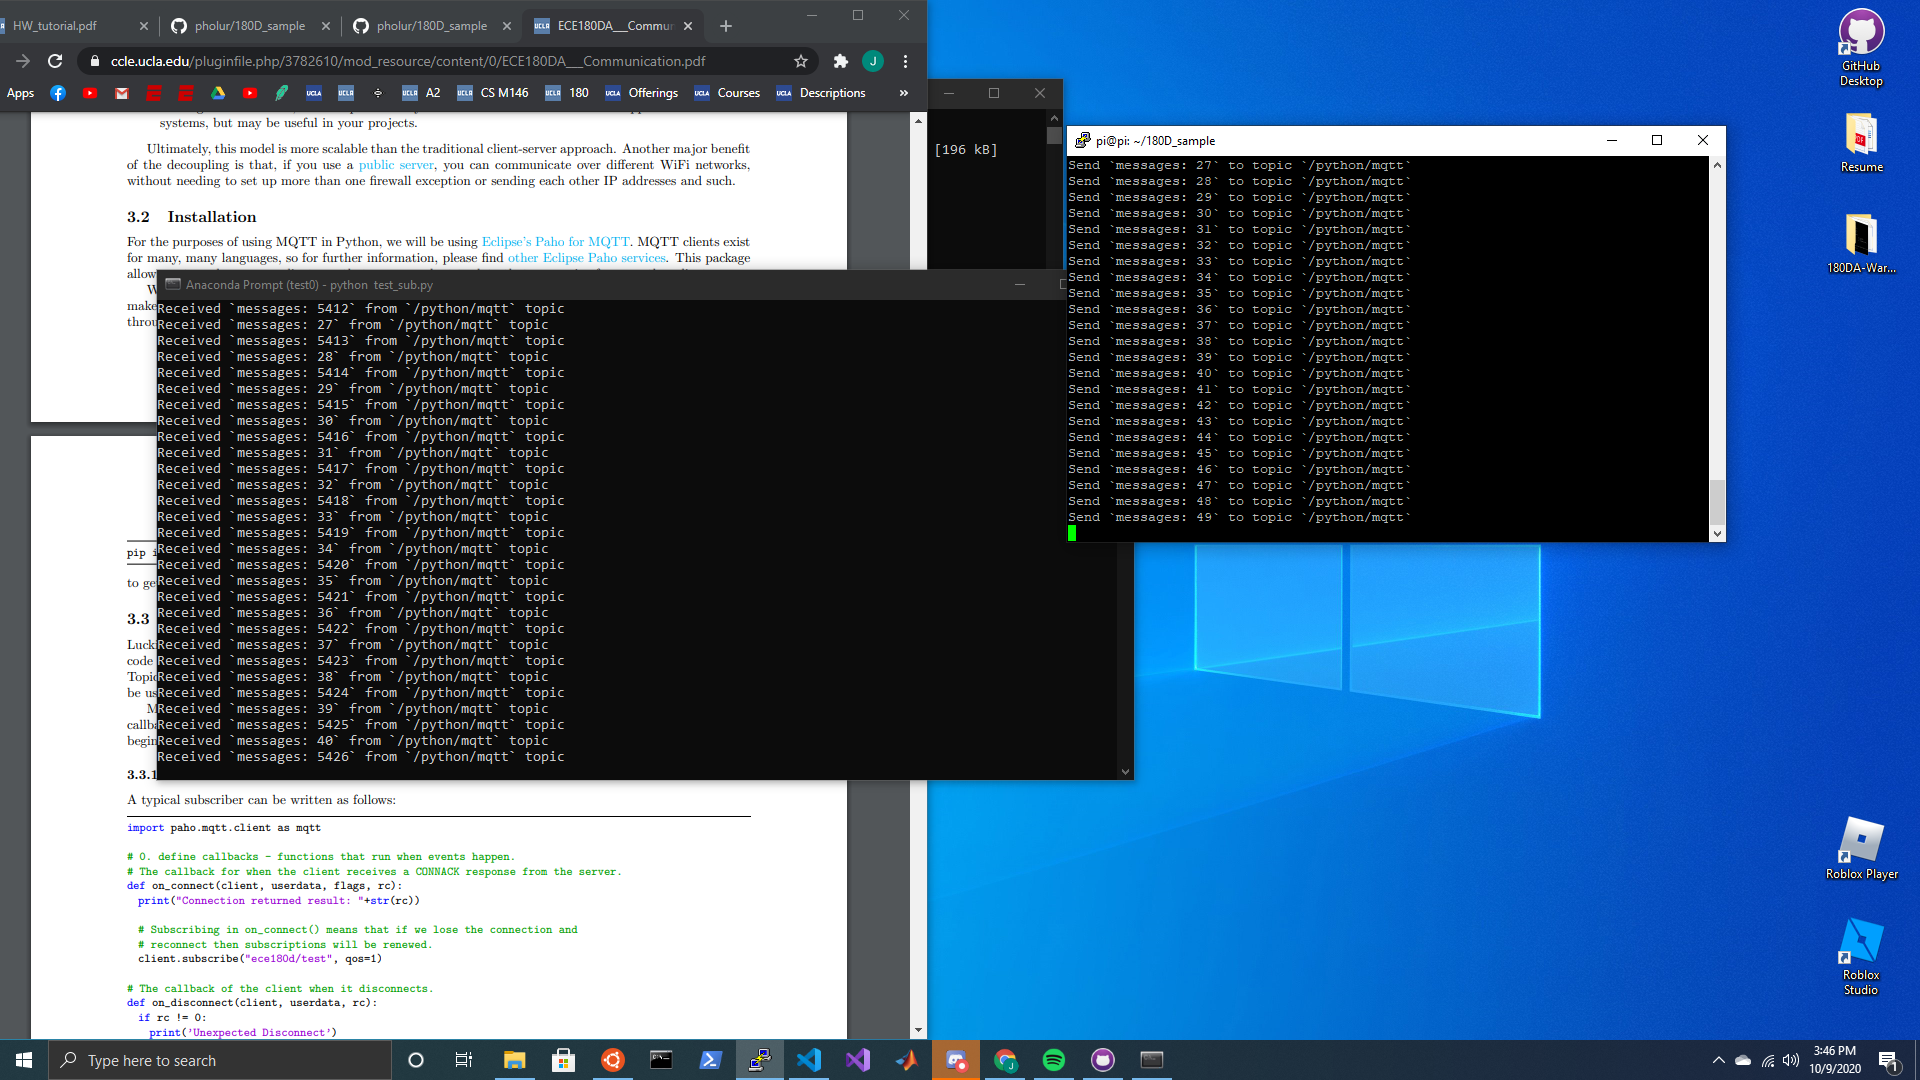 HW_tutorial.pdf
pholur/180D_sample
pholur/180D_sample
ECE180DA___Commu
ccle.ucla.edu/pluginfile.php/3782610/mod_resource/content/0/ECE180DA___Communication.pdf
J
Apps
A2
CS M146
180
Offerings
Courses
Descriptions
»
systems, but may be useful in your projects.
Ultimately, this model is more scalable than the traditional client-server approach. Another major benefit
of the decoupling is that, if you use a public server, you can communicate over different WiFi networks,
without needing to set up more than one firewall exception or sending each other IP addresses and such.
3.2 Installation
For the purposes of using MQTT in Python, we will be using Eclipse's Paho for MQTT. MQTT clients exist
for many, many languages, so for further information, please find other Eclipse Paho services. This package
allow
W
make
throu
pip i
to ge
3.3
Luck
code
Topic
be us
M
callba
begin
3.3.1
A typical subscriber can be written as follows:
import paho.mqtt.client as mqtt
# 0. define callbacks - functions that run when events happen.
# The callback for when the client receives a CONNACK response from the server.
def on_connect(client, userdata, flags, rc):
print("Connection returned result: "+str(rc))
# Subscribing in on_connect() means that if we lose the connection and
# reconnect then subscriptions will be renewed.
client.subscribe("ece180d/test", qos=1)
# The callback of the client when it disconnects.
def on_disconnect(client, userdata, rc):
if rc != 0:
print('Unexpected Disconnect')
[196 kB]
Anaconda Prompt (test0) - python test_sub.py
Received `messages: 5412` from `/python/mqtt` topic
Received `messages: 27` from `/python/mqtt` topic
Received `messages: 5413` from `/python/mqtt` topic
Received `messages: 28` from `/python/mqtt` topic
Received `messages: 5414` from `/python/mqtt` topic
Received `messages: 29` from `/python/mqtt` topic
Received `messages: 5415` from `/python/mqtt` topic
Received `messages: 30` from `/python/mqtt` topic
Received `messages: 5416` from `/python/mqtt` topic
Received `messages: 31` from `/python/mqtt` topic
Received `messages: 5417` from `/python/mqtt` topic
Received `messages: 32` from `/python/mqtt` topic
Received `messages: 5418` from `/python/mqtt` topic
Received `messages: 33` from `/python/mqtt` topic
Received `messages: 5419` from `/python/mqtt` topic
Received `messages: 34` from `/python/mqtt` topic
Received `messages: 5420` from `/python/mqtt` topic
Received `messages: 35` from `/python/mqtt` topic
Received `messages: 5421` from `/python/mqtt` topic
Received `messages: 36` from `/python/mqtt` topic
Received `messages: 5422` from `/python/mqtt` topic
Received `messages: 37` from `/python/mqtt` topic
Received `messages: 5423` from `/python/mqtt` topic
Received `messages: 38` from `/python/mqtt` topic
Received `messages: 5424` from `/python/mqtt` topic
Received `messages: 39` from `/python/mqtt` topic
Received `messages: 5425` from `/python/mqtt` topic
Received `messages: 40` from `/python/mqtt` topic
Received `messages: 5426` from `/python/mqtt` topic
pi@pi: ~/180D_sample
Send `messages: 27` to topic `/python/mqtt`
Send `messages: 28` to topic `/python/mqtt`
Send `messages: 29` to topic `/python/mqtt`
Send `messages: 30` to topic `/python/mqtt`
Send `messages: 31` to topic `/python/mqtt`
Send `messages: 32` to topic `/python/mqtt`
Send `messages: 33` to topic `/python/mqtt`
Send `messages: 34` to topic `/python/mqtt`
Send `messages: 35` to topic `/python/mqtt`
Send `messages: 36` to topic `/python/mqtt`
Send `messages: 37` to topic `/python/mqtt`
Send `messages: 38` to topic `/python/mqtt`
Send `messages: 39` to topic `/python/mqtt`
Send `messages: 40` to topic `/python/mqtt`
Send `messages: 41` to topic `/python/mqtt`
Send `messages: 42` to topic `/python/mqtt`
Send `messages: 43` to topic `/python/mqtt`
Send `messages: 44` to topic `/python/mqtt`
Send `messages: 45` to topic `/python/mqtt`
Send `messages: 46` to topic `/python/mqtt`
Send `messages: 47` to topic `/python/mqtt`
Send `messages: 48` to topic `/python/mqtt`
Send `messages: 49` to topic `/python/mqtt`
GitHub
Desktop
Resume
180DA-War...
Roblox Player
Roblox
Studio
Type here to search
3:46 PM
10/9/2020
1